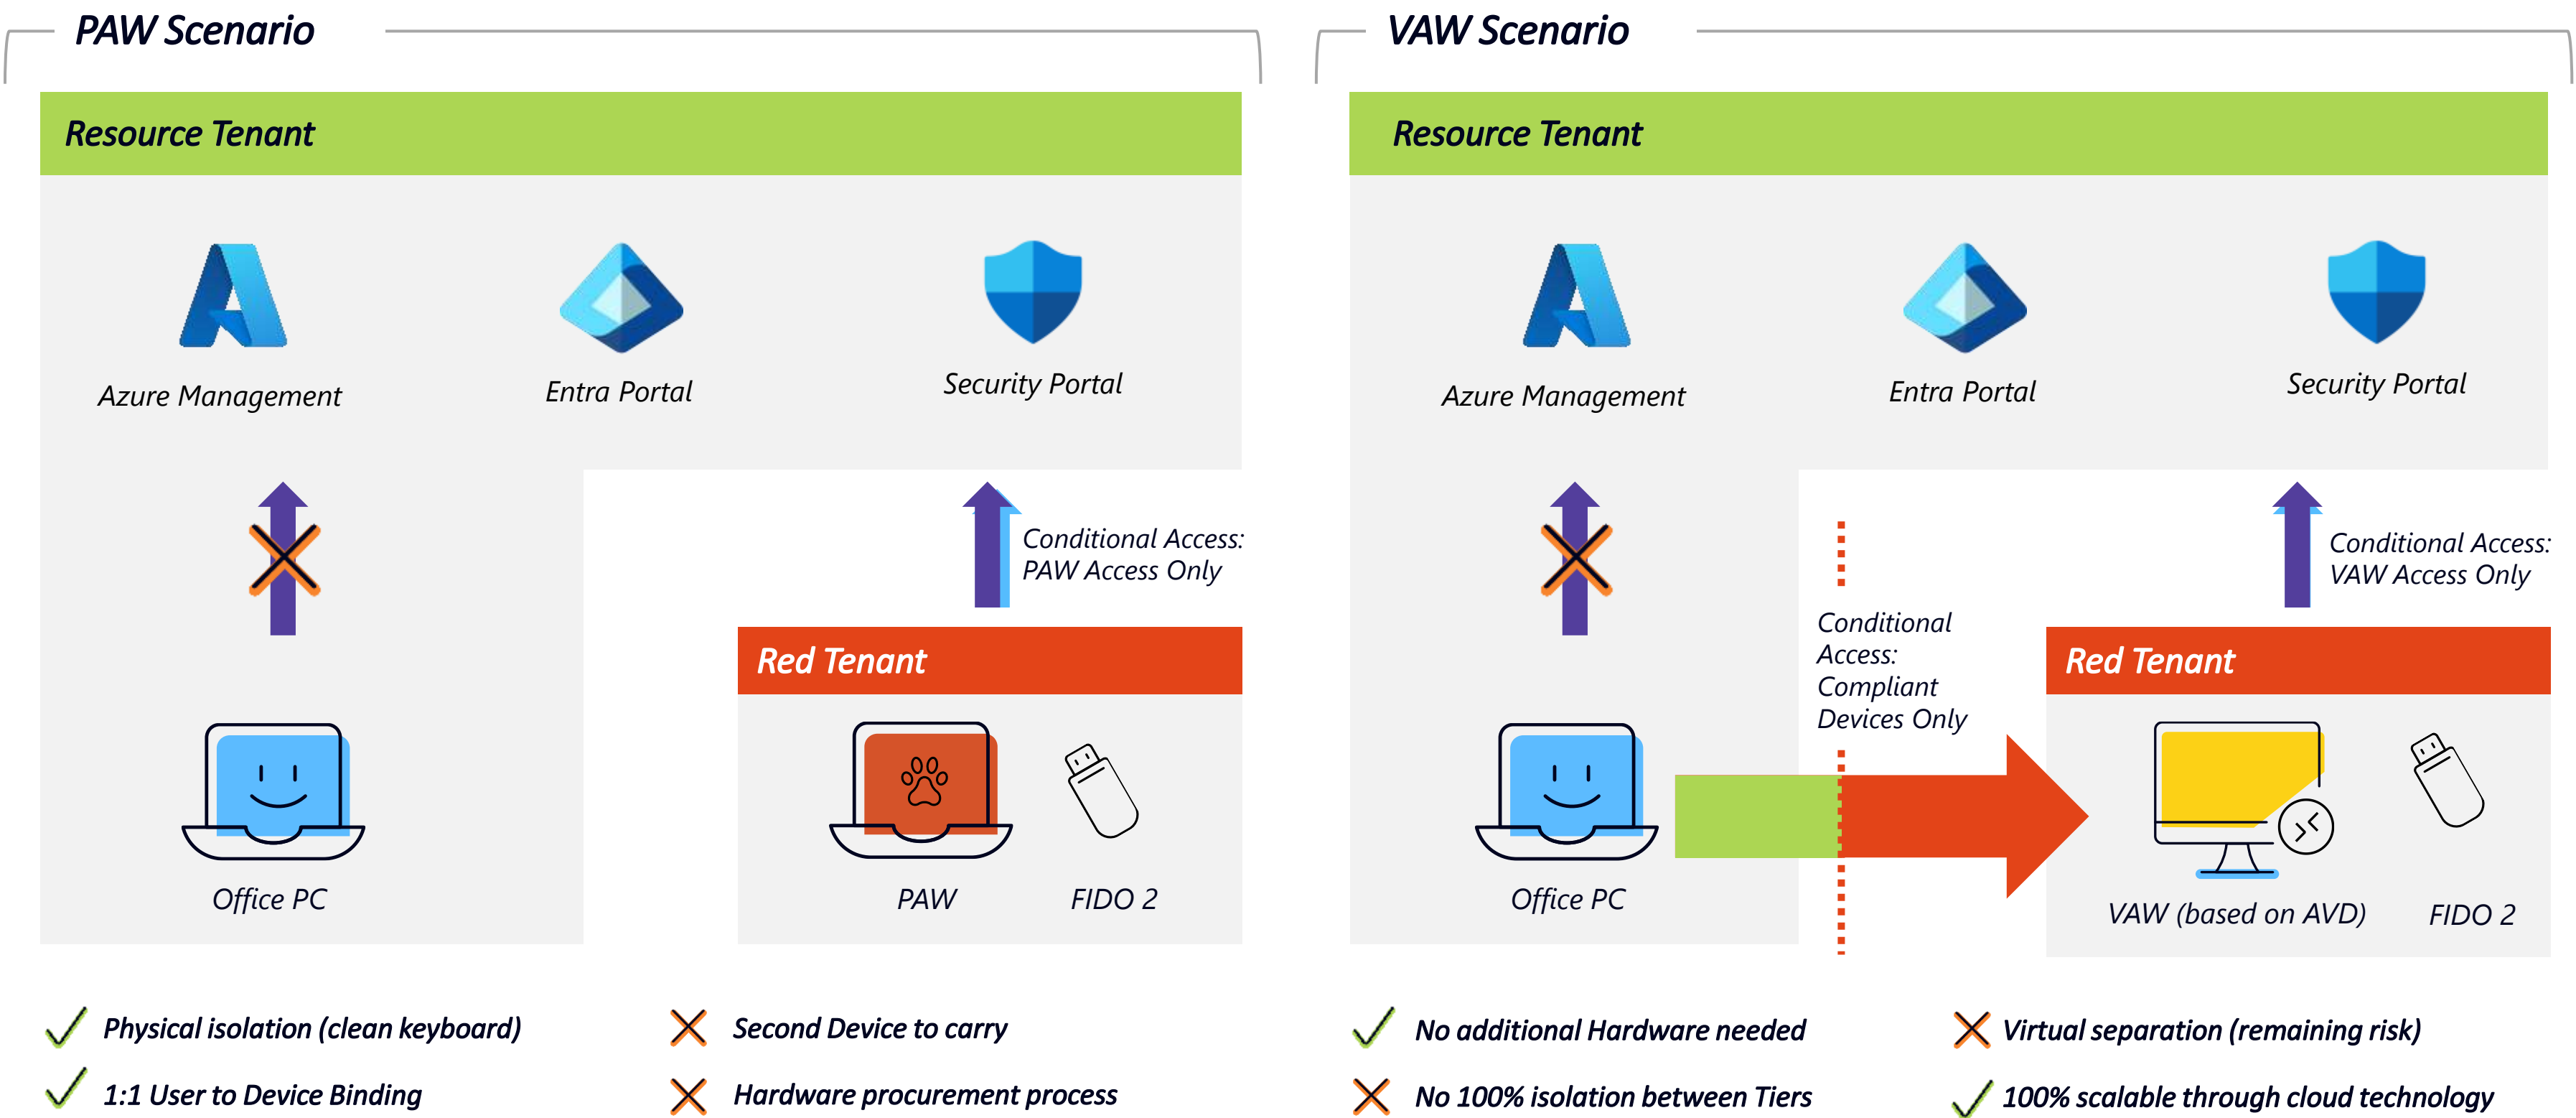 PAW Scenario
Resource Tenant
Azure Management
Entra Portal
Security Portal
Conditional Access:
PAW Access Only
Red Tenant
Office PC
PAW
FIDO 2
Physical isolation (clean keyboard)
Second Device to carry
1:1 User to Device Binding
Hardware procurement process
VAW Scenario
Resource Tenant
Azure Management
Entra Portal
Security Portal
Conditional
Access:
Compliant
Devices Only
Conditional Access:
VAW Access Only
Red Tenant
Office PC
VAW (based on AVD)
FIDO 2
No additional Hardware needed
Virtual separation (remaining risk)
No 100% isolation between Tiers
100% scalable through cloud technology